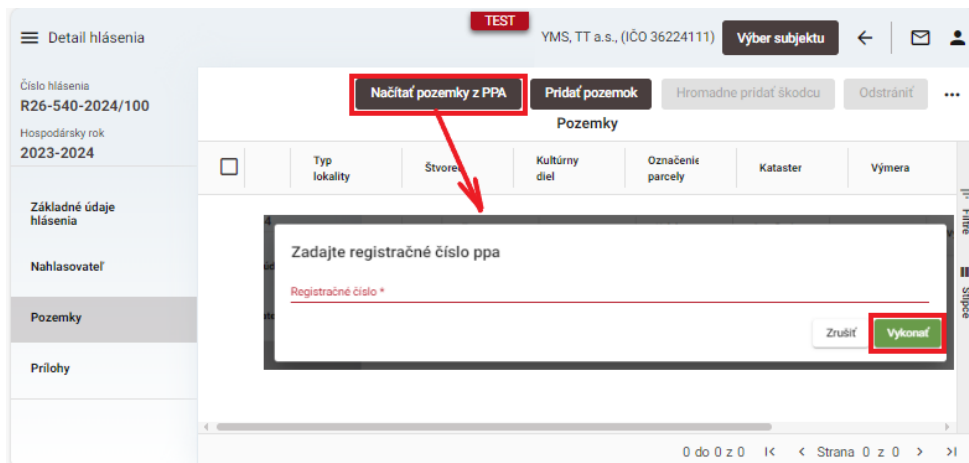 TEST
Detail hlásenia
YMS, TT a.s., (IČO 36224111)
Výber subjektu
Číslo hlásenia
R26-540-2024/100
Hospodársky rok
2023-2024
Základné údaje
hlásenia
Nahlasovateľ
Pozemky
Prílohy
Načítať pozemky z PPA
Pridať pozemok
Hromadne pridať škodcu
Odstrániť
Pozemky
Typ
lokality
Kultúrny
diel
Označenie
parcely
Kataster
Výmera
Filtre
Stĺpce
Zadajte registračné číslo ppa
Registračné číslo *
Zrušiť
Vykonať
0 do 0 z 0
Strana 0 z 0